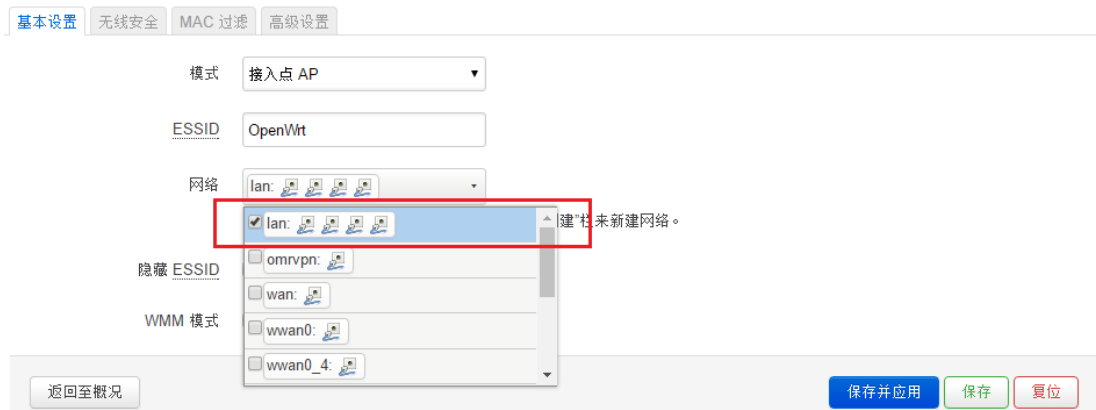 基本设置 无线安全 MAC 过滤 高级设置
模式 接入点 AP
ESSID OpenWrt
网络 lan:
lan:
建”栏来新建网络。
omrvpn:
隐藏 ESSID
wan:
WMM 模式
wwan0:
wwan0_4:
返回至概况 保存并应用 保存 复位